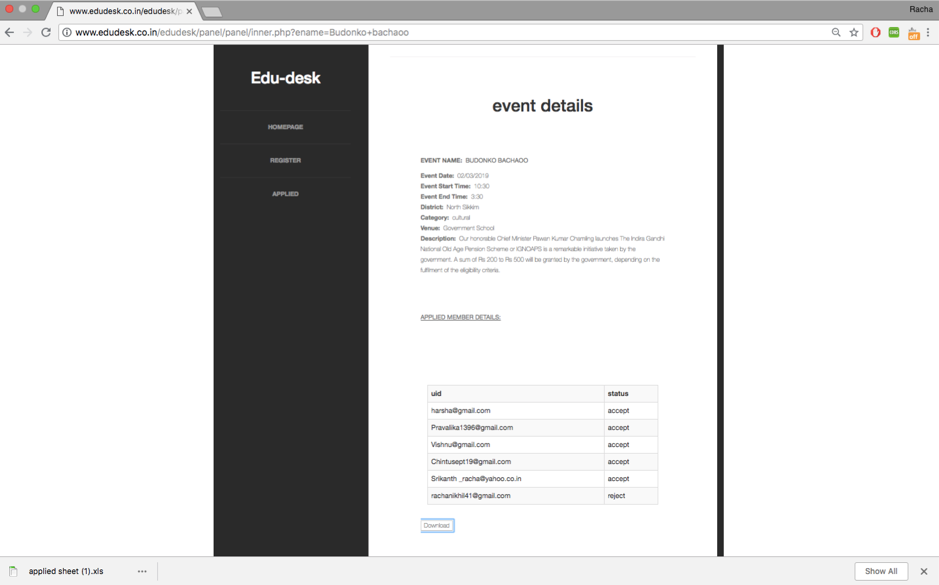 www.edudesk.co.in/edudesk/p
Racha
www.edudesk.co.in/edudesk/panel/panel/inner.php?ename=Budonko+bachaoo
off
Edu-desk
HOMEPAGE
REGISTER
APPLIED
event details
EVENT NAME: BUDONKO BACHAOO
Event Date: 02/03/2019
Event Start Time: 10:30
Event End Time: 3:30
District: North Sikkim
Category: cultural
Venue: Government School
Description: Our honorable Chief Minister Pawan Kumar Chamling launches The Indira Gandhi
National Old Age Pension Scheme or IGNOAPS is a remarkable initiative taken by the
government. A sum of Rs 200 to Rs 500 will be granted by the government, depending on the
fulfilment of the eligibility criteria.
APPLIED MEMBER DETAILS:
uid status
harsha@gmail.com accept
Pravalika1396@gmail.com accept
Vishnu@gmail.com accept
Chintusept19@gmail.com accept
Srikanth _racha@yahoo.co.in accept
rachanikhil41@gmail.com reject
Download
applied sheet (1).xls
Show All